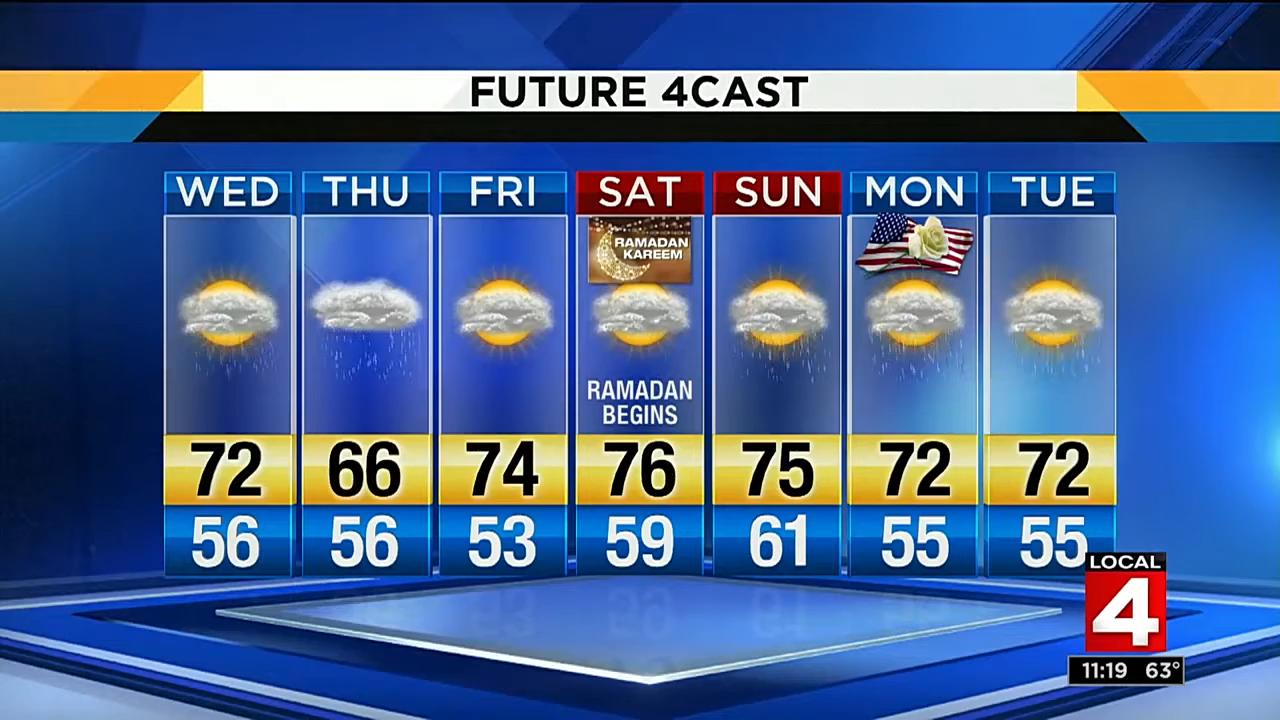 FUTURE 4CAST
WED THU FRI SAT SUN MON TUE
RAMADAN
KAREEM
RAMADAN
BEGINS
72 66 74 76 75 72 72
56 56 53 59 61 55 55
LOCAL
4
11:19 63°